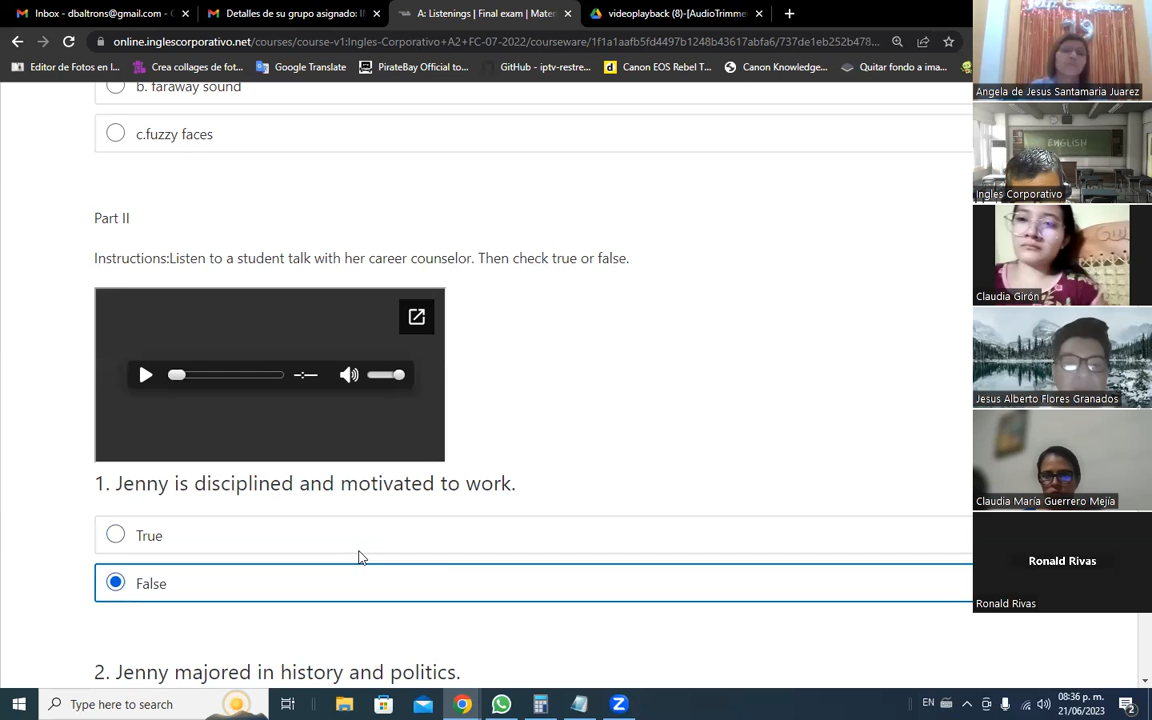 Inbox - dbaltrons@gmail.com -
Detalles de su grupo asignado: I
A: Listenings | Final exam | Mater
videoplayback (8)-[AudioTrimme
online.inglescorporativo.net/courses/course-v1:Ingles-Corporativo+A2+FC-07-2022/courseware/1f1a1aafb5fd4497b1248b43617abfa6/737de1eb252b478...
Editor de Fotos en l...
Crea collages de fot...
Google Translate
PirateBay Official to...
GitHub - iptv-restre...
Canon EOS Rebel T...
Canon Knowledge...
Quitar fondo a ima...
b. faraway sound
c.fuzzy faces
Part II
Instructions:Listen to a student talk with her career counselor. Then check true or false.
-:--
1. Jenny is disciplined and motivated to work.
True
False
2. Jenny majored in history and politics.
Angela de Jesus Santamaria Juarez
ENGLISH
Ingles Corporativo
Claudia Girón
Jesus Alberto Flores Granados
Claudia María Guerrero Mejía
Ronald Rivas
Ronald Rivas
Type here to search
EN
08:36 p. m.
21/06/2023
2